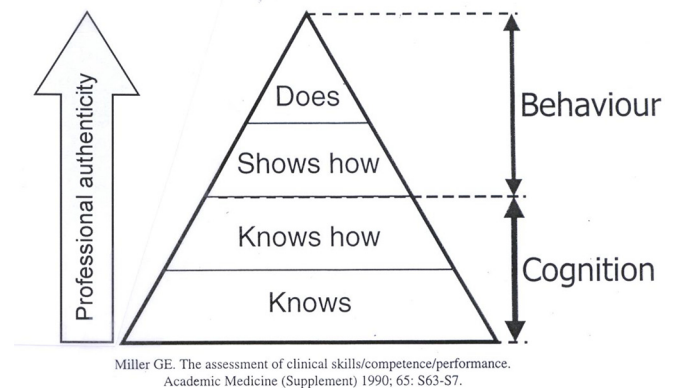 Professional authenticity
Does
Shows how
Knows how
Knows
Behaviour
Cognition
Miller GE. The assessment of clinical skills/competence/performance.
Academic Medicine (Supplement) 1990; 65: S63-S7.